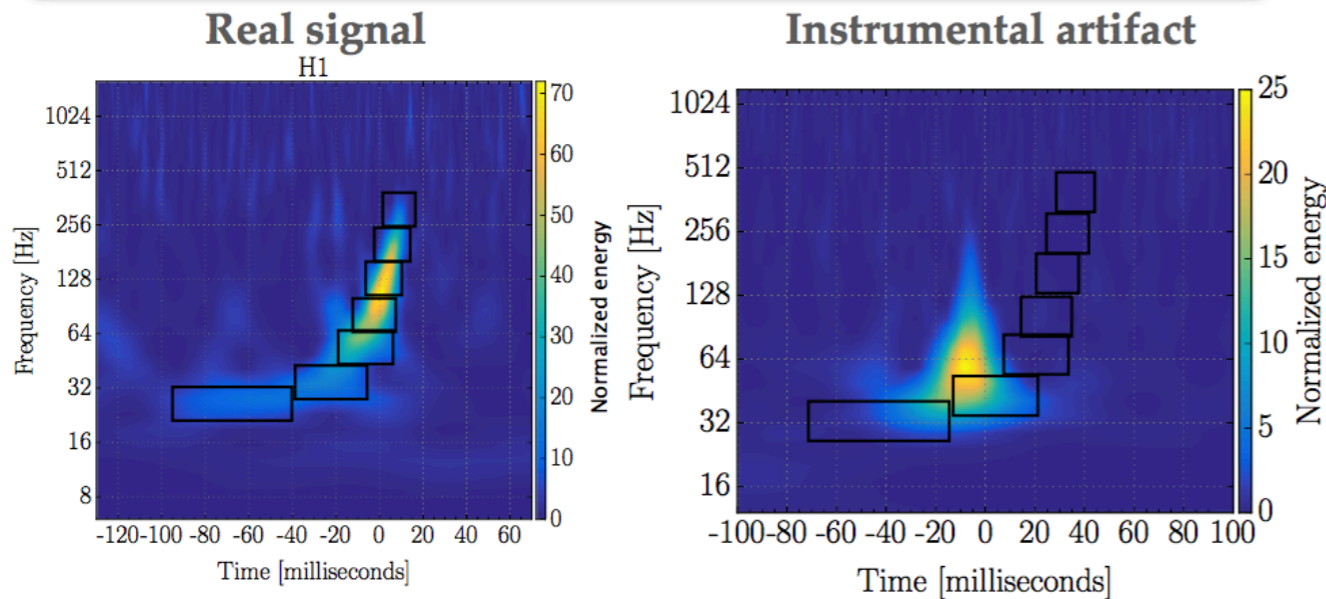 Real signal
H1
Frequency [Hz]
1024
512
256
128
64
32
16
8
-120 -100 -80 -60 -40 -20 0 20 40 60
Time [milliseconds]
70
60
50
40
30
20
10
0
Normalized energy
Instrumental artifact
Frequency [Hz]
1024
512
256
128
64
32
16
-100 -80 -60 -40 -20 0 20 40 60 80 100
Time [milliseconds]
25
20
15
10
5
0
Normalized energy